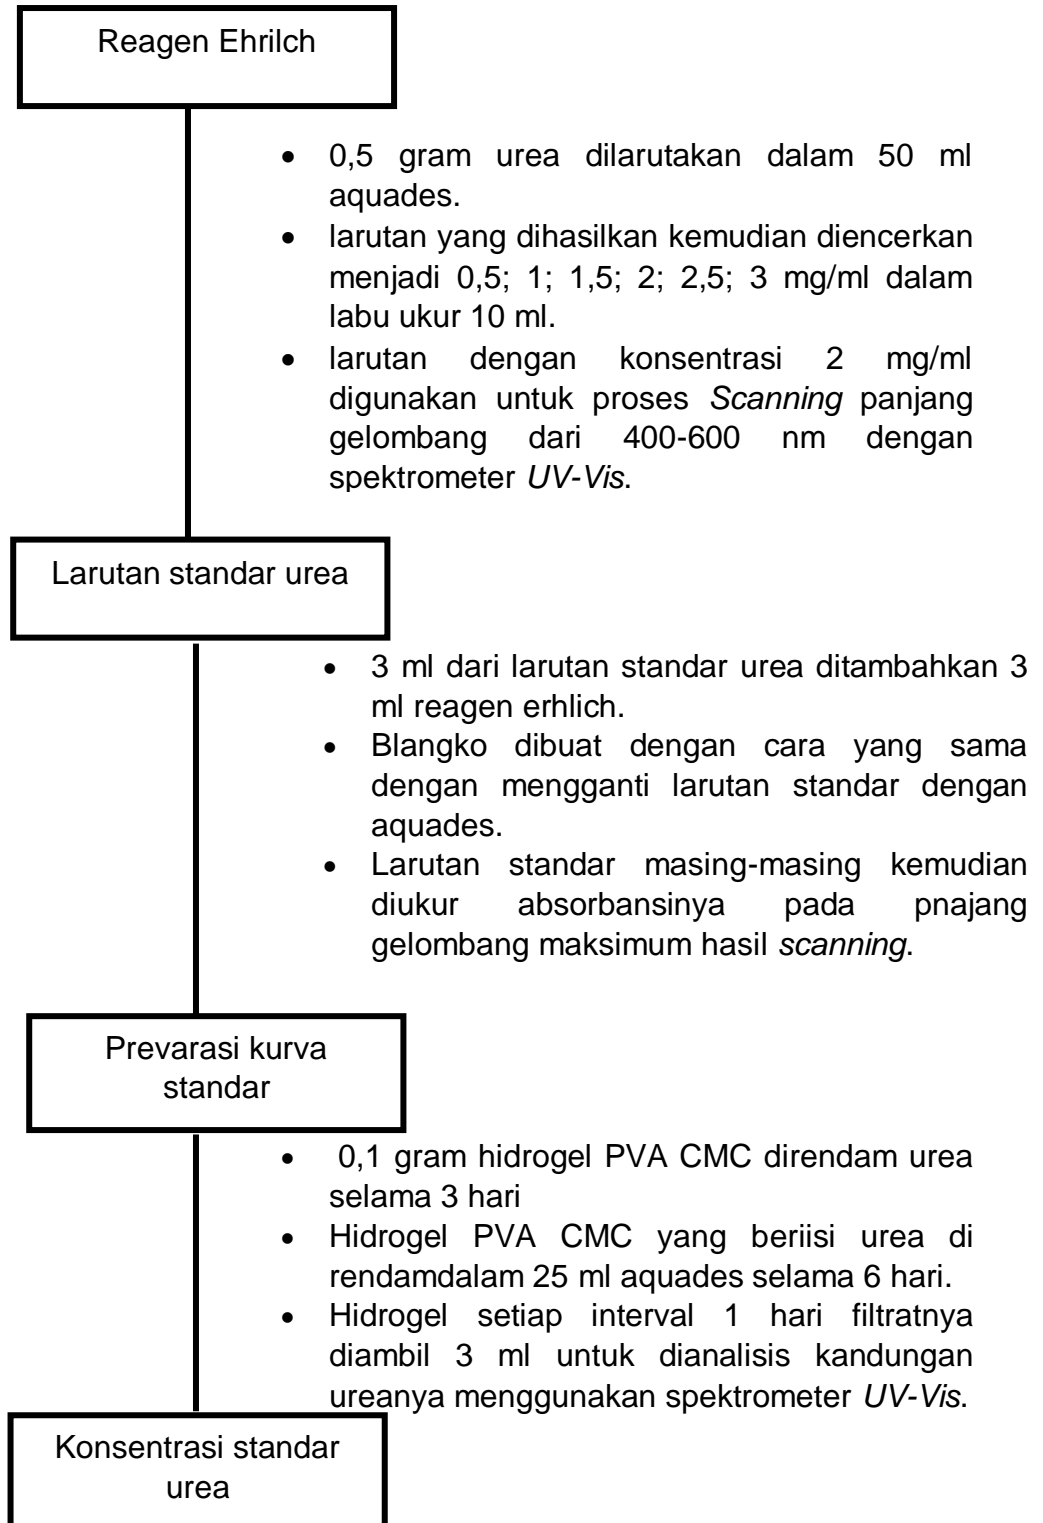 Reagen Ehrilch
• 0,5 gram urea dilarutakan dalam 50 ml
aquades.
• larutan yang dihasilkan kemudian diencerkan
menjadi 0,5; 1; 1,5; 2; 2,5; 3 mg/ml dalam
labu ukur 10 ml.
• larutan dengan konsentrasi 2 mg/ml
digunakan untuk proses Scanning panjang
gelombang dari 400-600 nm dengan
spektrometer UV-Vis.
Larutan standar urea
• 3 ml dari larutan standar urea ditambahkan 3
ml reagen erhlich.
• Blangko dibuat dengan cara yang sama
dengan mengganti larutan standar dengan
aquades.
• Larutan standar masing-masing kemudian
diukur absorbansinya pada pnajang
gelombang maksimum hasil scanning.
Prevarasi kurva
standar
• 0,1 gram hidrogel PVA CMC direndam urea
selama 3 hari
• Hidrogel PVA CMC yang beriisi urea di
rendamdalam 25 ml aquades selama 6 hari.
• Hidrogel setiap interval 1 hari filtratnya
diambil 3 ml untuk dianalisis kandungan
ureanya menggunakan spektrometer UV-Vis.
Konsentrasi standar
urea